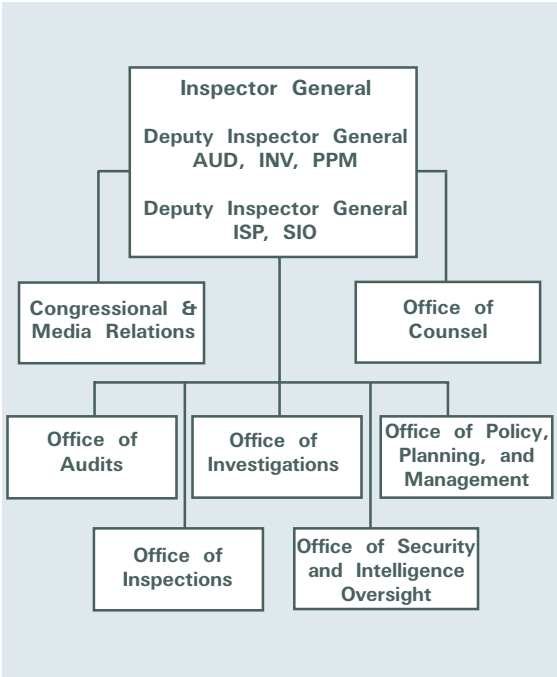 Inspector General
Deputy Inspector General
AUD, INV, PPM
Deputy Inspector General
ISP, SIO
Congressional &
Media Relations
Office of
Counsel
Office of
Audits
Office of
Investigations
Office of Policy,
Planning, and
Management
Office of
Inspections
Office of Security
and Intelligence
Oversight